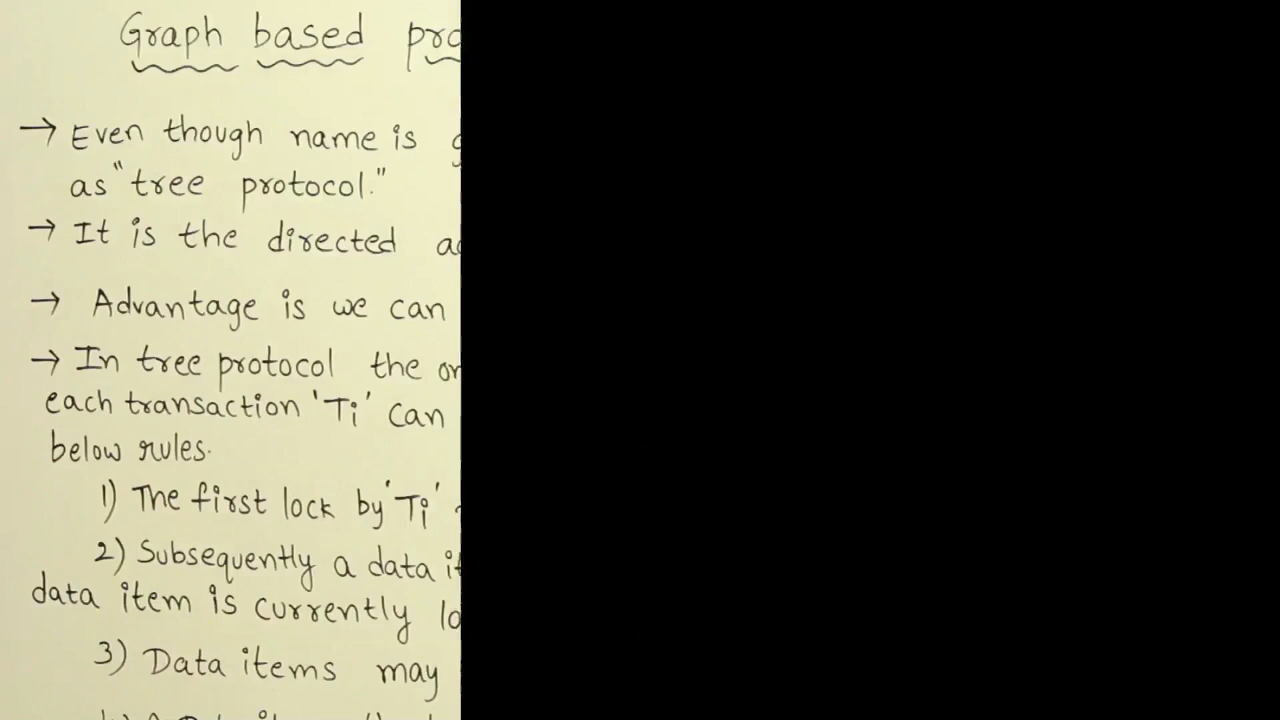 Graph based
→ Even though name is
as "tree protocol."
→ It is the directed
→ Advantage is we can
→ In tree protocol the
each transaction 'Ti' can
below rules.
1) The first lock by 'Ti'
2) Subsequently a data
data item is currently
3) Data items may